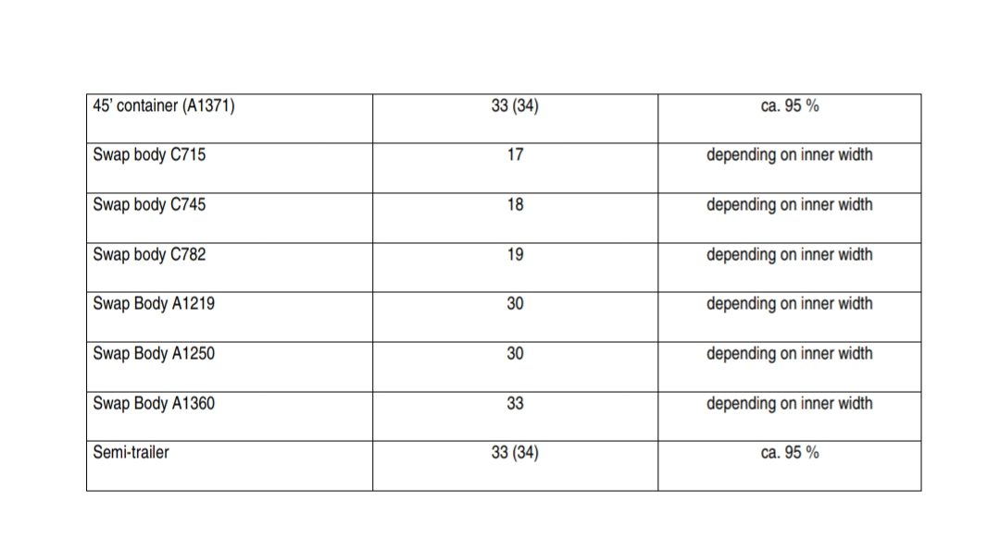 45’ container (A1371) 33 (34) ca. 95 %
Swap body C715 17 depending on inner width
Swap body C745 18 depending on inner width
Swap body C782 19 depending on inner width
Swap Body A1219 30 depending on inner width
Swap Body A1250 30 depending on inner width
Swap Body A1360 33 depending on inner width
Semi-trailer 33 (34) ca. 95 %